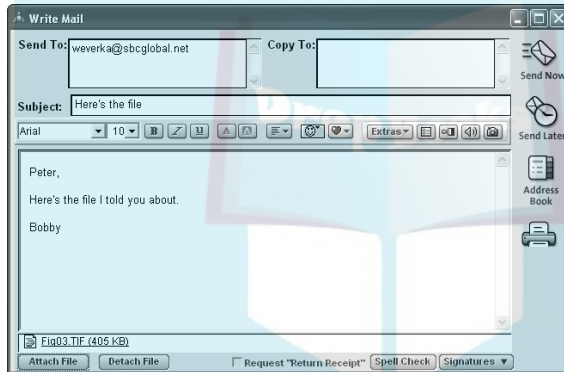 Write Mail
Send To: weverka@sbcglobal.net Copy To:
Send Now
Subject: Here's the file
Arial 10 B I U A A Extras
Send Later
Peter,
Here's the file I told you about.
Bobby
Address
Book
Fig03.TIF (405 KB)
Attach File Detach File Request "Return Receipt" Spell Check Signatures